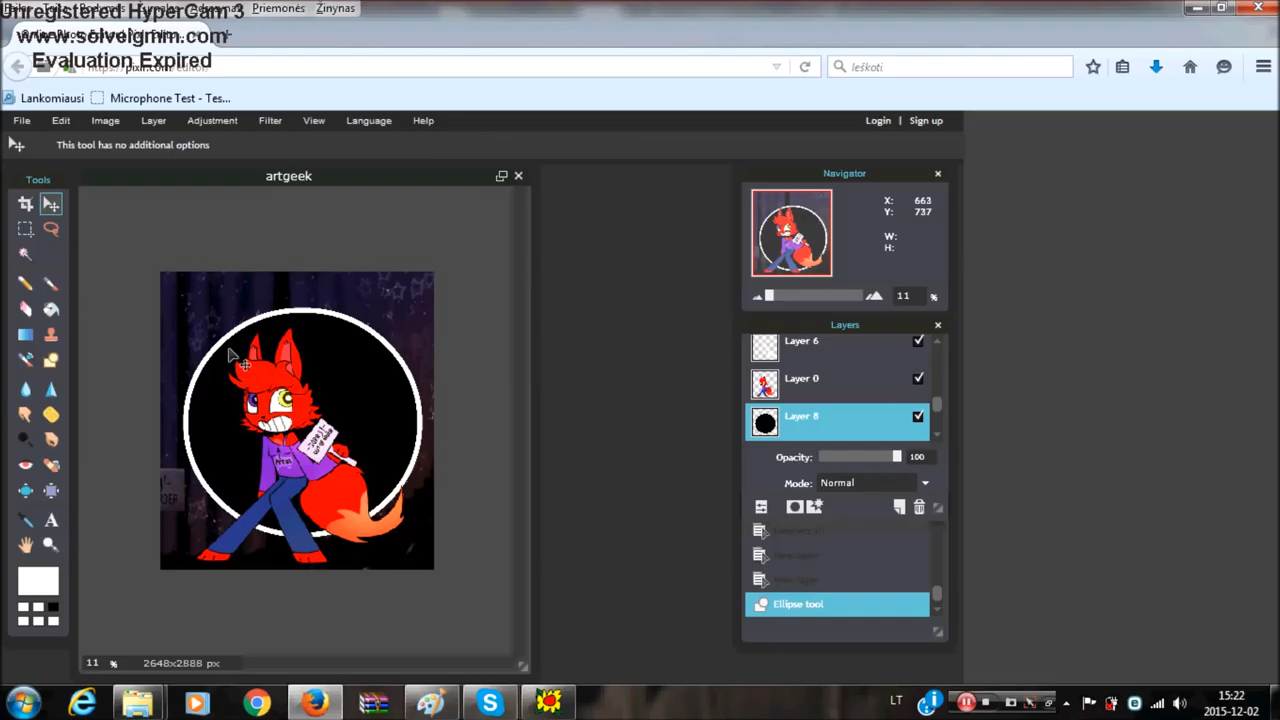 Unregistered HyperCam 3
Priemonės Žinynas
www.solveigmm.com
Evaluation Expired
https://pixlr.com/editor/
Ieškoti
Lankomiausi Microphone Test - Tes...
File Edit Image Layer Adjustment Filter View Language Help Login | Sign up
This tool has no additional options
Tools
artgeek
Navigator
X: 663
Y: 737
W:
H:
11 %
Layers
Layer 6
Layer 0
Layer 8
Opacity: 100
Mode: Normal
Ellipse tool
11 % 2648x2888 px
LT
15:22
2015-12-02